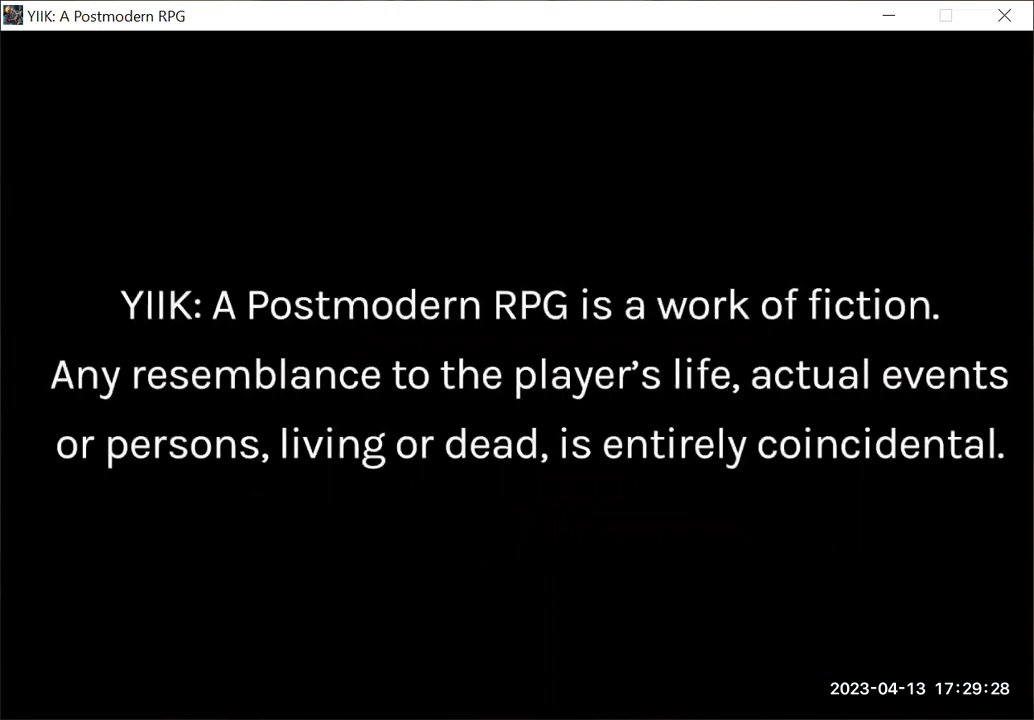 YIIK: A Postmodern RPG
YIIK: A Postmodern RPG is a work of fiction.
Any resemblance to the player’s life, actual events
or persons, living or dead, is entirely coincidental.
2023-04-13 17:29:28